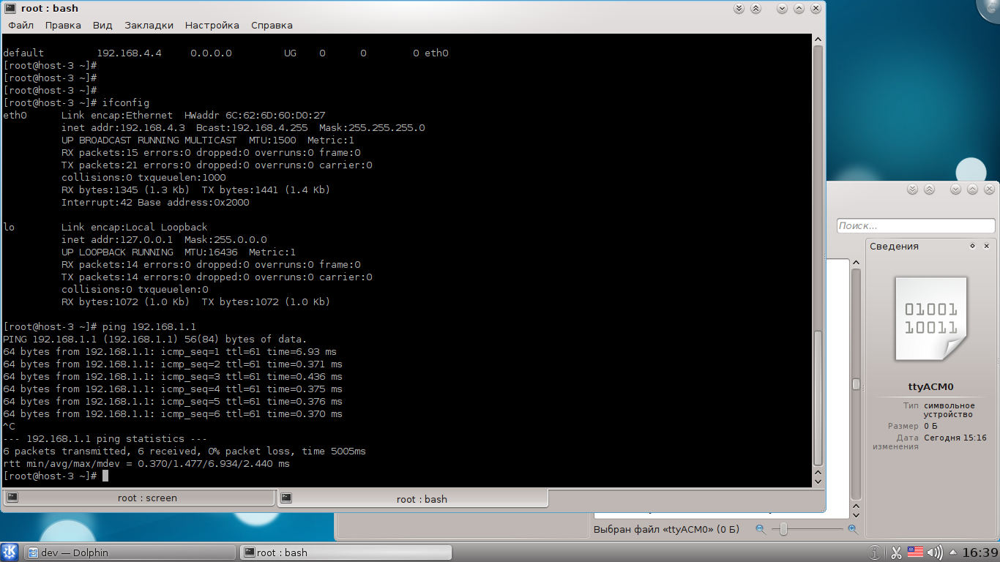 root : bash
Файл Правка Вид Закладки Настройка Справка
default 192.168.4.4 0.0.0.0 UG 0 0 0 eth0
[root@host-3 ~]#
[root@host-3 ~]#
[root@host-3 ~]#
[root@host-3 ~]# ifconfig
eth0 Link encap:Ethernet HWaddr 6C:62:6D:60:D0:27
inet addr:192.168.4.3 Bcast:192.168.4.255 Mask:255.255.255.0
UP BROADCAST RUNNING MULTICAST MTU:1500 Metric:1
RX packets:15 errors:0 dropped:0 overruns:0 frame:0
TX packets:21 errors:0 dropped:0 overruns:0 carrier:0
collisions:0 txqueuelen:1000
RX bytes:1345 (1.3 Kb) TX bytes:1441 (1.4 Kb)
Interrupt:42 Base address:0x2000
lo Link encap:Local Loopback
inet addr:127.0.0.1 Mask:255.0.0.0
UP LOOPBACK RUNNING MTU:16436 Metric:1
RX packets:14 errors:0 dropped:0 overruns:0 frame:0
TX packets:14 errors:0 dropped:0 overruns:0 carrier:0
collisions:0 txqueuelen:0
RX bytes:1072 (1.0 Kb) TX bytes:1072 (1.0 Kb)
[root@host-3 ~]# ping 192.168.1.1
PING 192.168.1.1 (192.168.1.1) 56(84) bytes of data.
64 bytes from 192.168.1.1: icmp_seq=1 ttl=61 time=6.93 ms
64 bytes from 192.168.1.1: icmp_seq=2 ttl=61 time=0.371 ms
64 bytes from 192.168.1.1: icmp_seq=3 ttl=61 time=0.436 ms
64 bytes from 192.168.1.1: icmp_seq=4 ttl=61 time=0.375 ms
64 bytes from 192.168.1.1: icmp_seq=5 ttl=61 time=0.376 ms
64 bytes from 192.168.1.1: icmp_seq=6 ttl=61 time=0.370 ms
^C
--- 192.168.1.1 ping statistics ---
6 packets transmitted, 6 received, 0% packet loss, time 5005ms
rtt min/avg/max/mdev = 0.370/1.477/6.934/2.440 ms
[root@host-3 ~]#
root : screen
root : bash
Поиск...
Сведения
01001
10011
ttyACM0
Тип символьное
устройство
Размер 0 Б
Дата Сегодня 15:16
изменения
Выбран файл «ttyACM0» (0 Б)
dev — Dolphin
root : bash
16:39